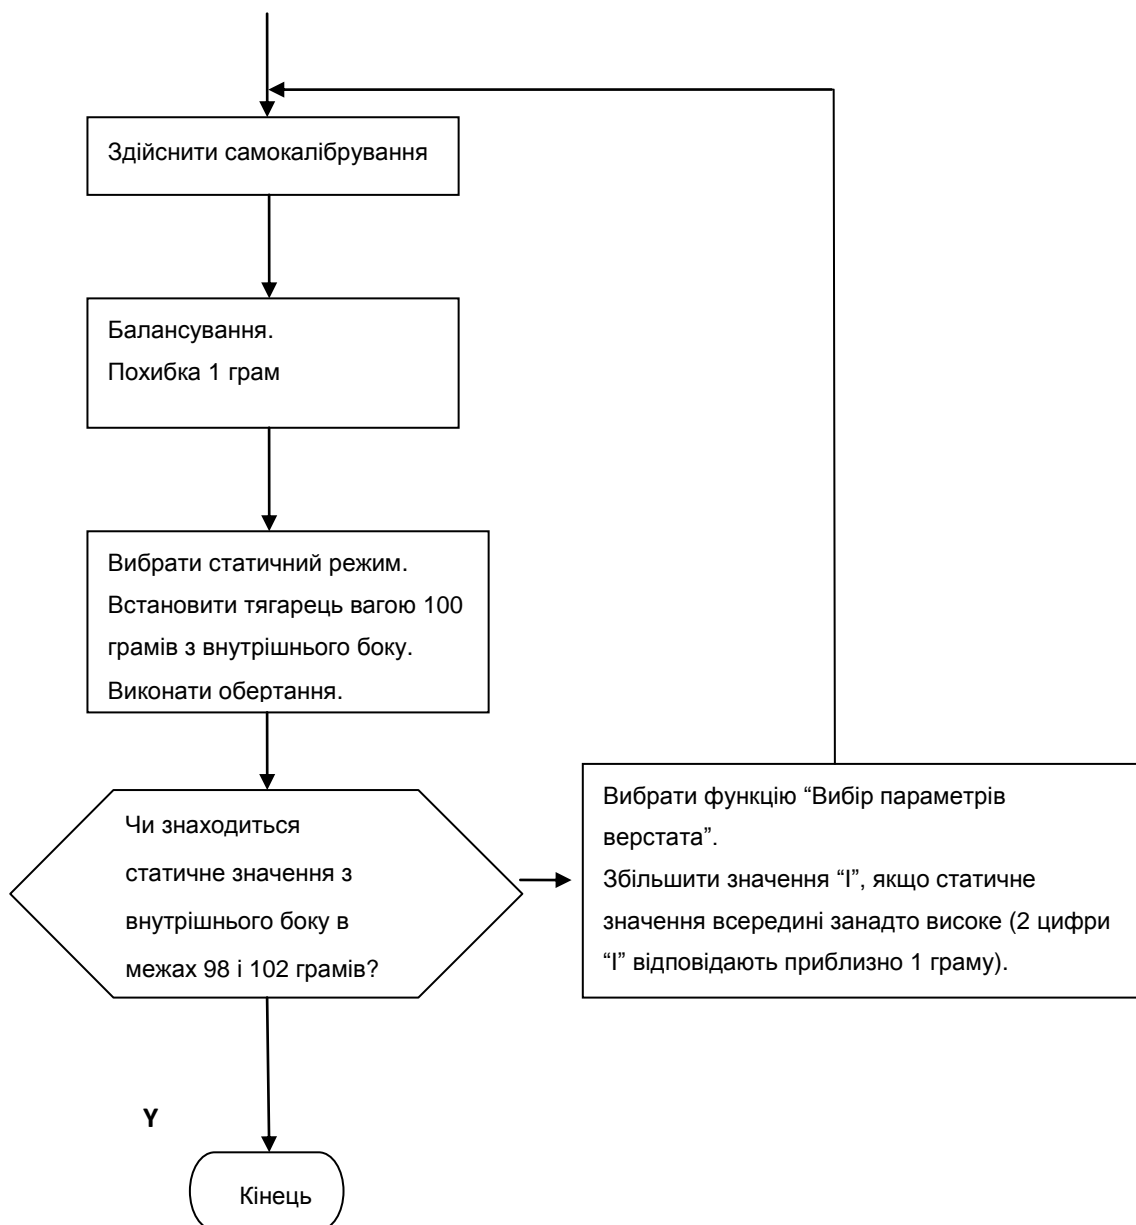 Здійснити самокалібрування
Балансування.
Похибка 1 грам
Вибрати статичний режим.
Встановити тягарець вагою 100
грамів з внутрішнього боку.
Виконати обертання.
Чи знаходиться
статичне значення з
внутрішнього боку в
межах 98 і 102 грамів?
Вибрати функцію “Вибір параметрів
верстата”.
Збільшити значення “I”, якщо статичне
значення всередині занадто високе (2 цифри
“I” відповідають приблизно 1 граму).
Y
Кінець